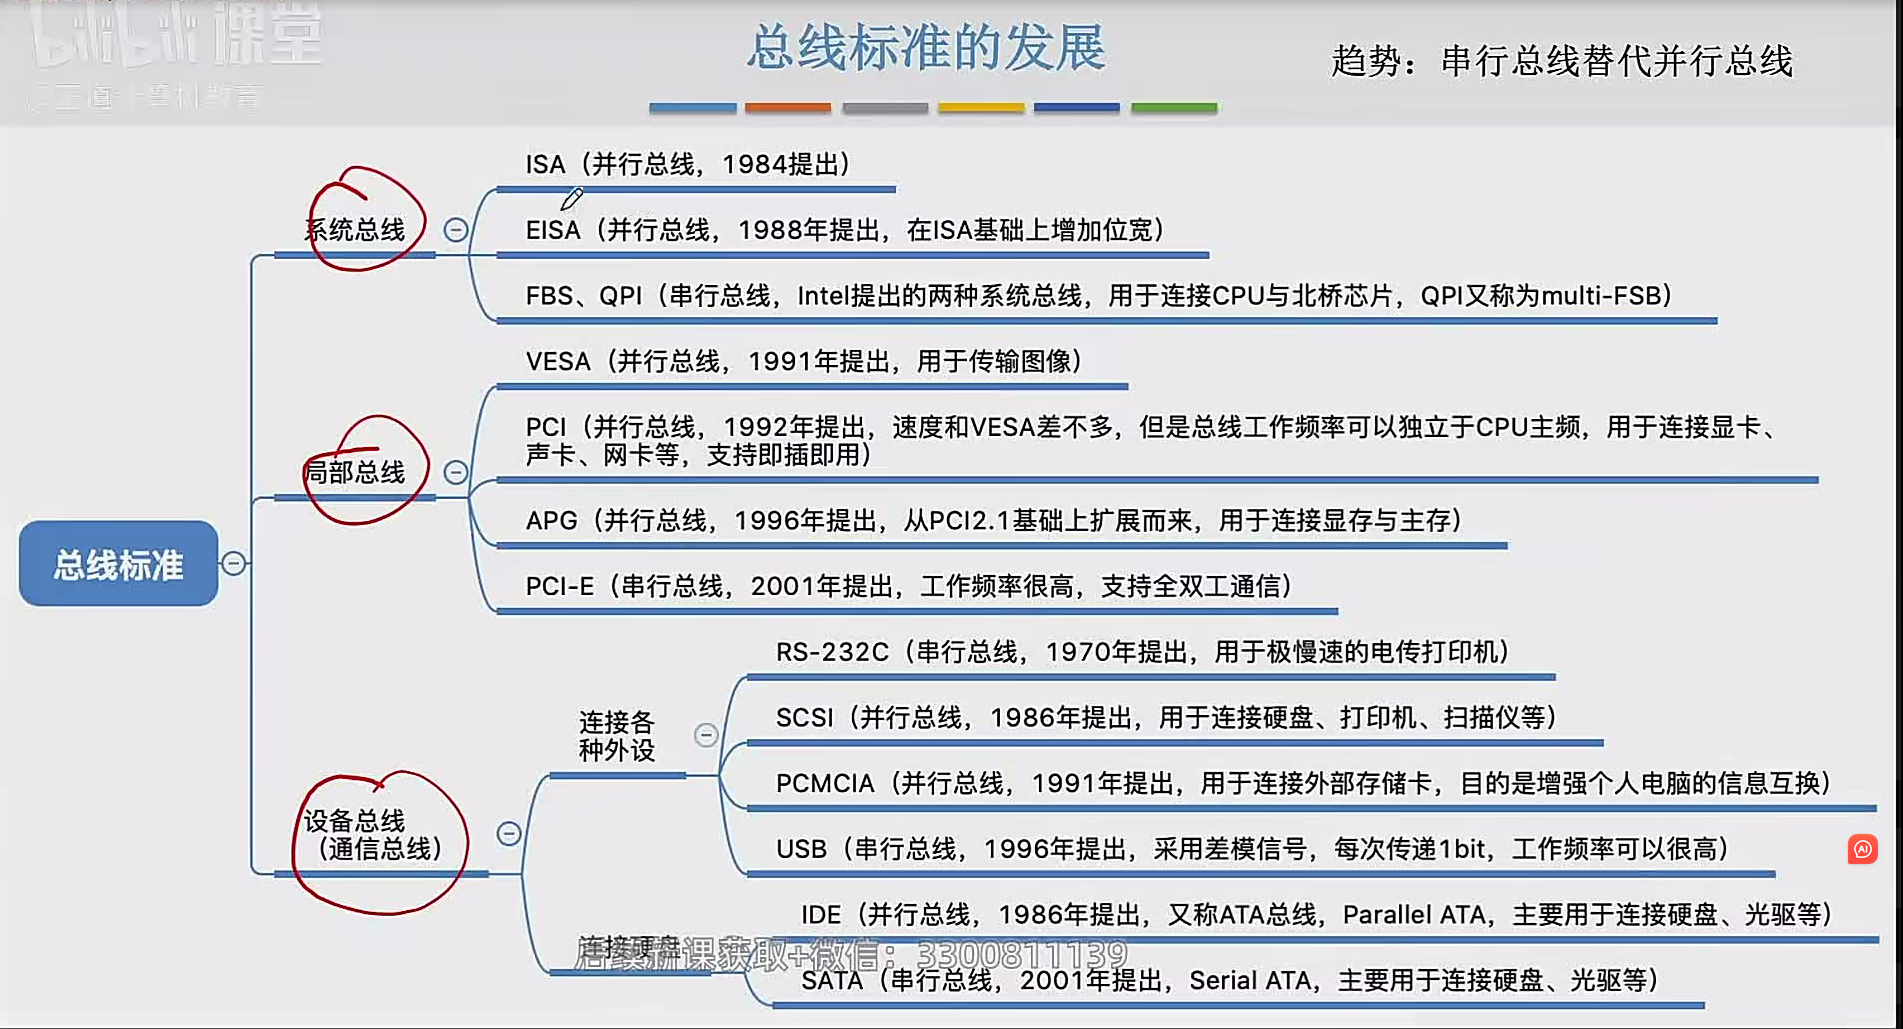 bilibili课堂
@王道计算机教育
总线标准的发展
趋势：串行总线替代并行总线
总线标准
系统总线
ISA（并行总线，1984提出）
EISA（并行总线，1988年提出，在ISA基础上增加位宽）
FBS、QPI（串行总线，Intel提出的两种系统总线，用于连接CPU与北桥芯片，QPI又称为multi-FSB）
局部总线
VESA（并行总线，1991年提出，用于传输图像）
PCI（并行总线，1992年提出，速度和VESA差不多，但是总线工作频率可以独立于CPU主频，用于连接显卡、
声卡、网卡等，支持即插即用）
APG（并行总线，1996年提出，从PCI2.1基础上扩展而来，用于连接显存与主存）
PCI-E（串行总线，2001年提出，工作频率很高，支持全双工通信）
设备总线
（通信总线）
连接各
种外设
RS-232C（串行总线，1970年提出，用于极慢速的电传打印机）
SCSI（并行总线，1986年提出，用于连接硬盘、打印机、扫描仪等）
PCMCIA（并行总线，1991年提出，用于连接外部存储卡，目的是增强个人电脑的信息互换）
USB（串行总线，1996年提出，采用差模信号，每次传递1bit，工作频率可以很高）
连接硬盘
IDE（并行总线，1986年提出，又称ATA总线，Parallel ATA，主要用于连接硬盘、光驱等）
SATA（串行总线，2001年提出，Serial ATA，主要用于连接硬盘、光驱等）
后续新课获取+微信：3300811139
AI